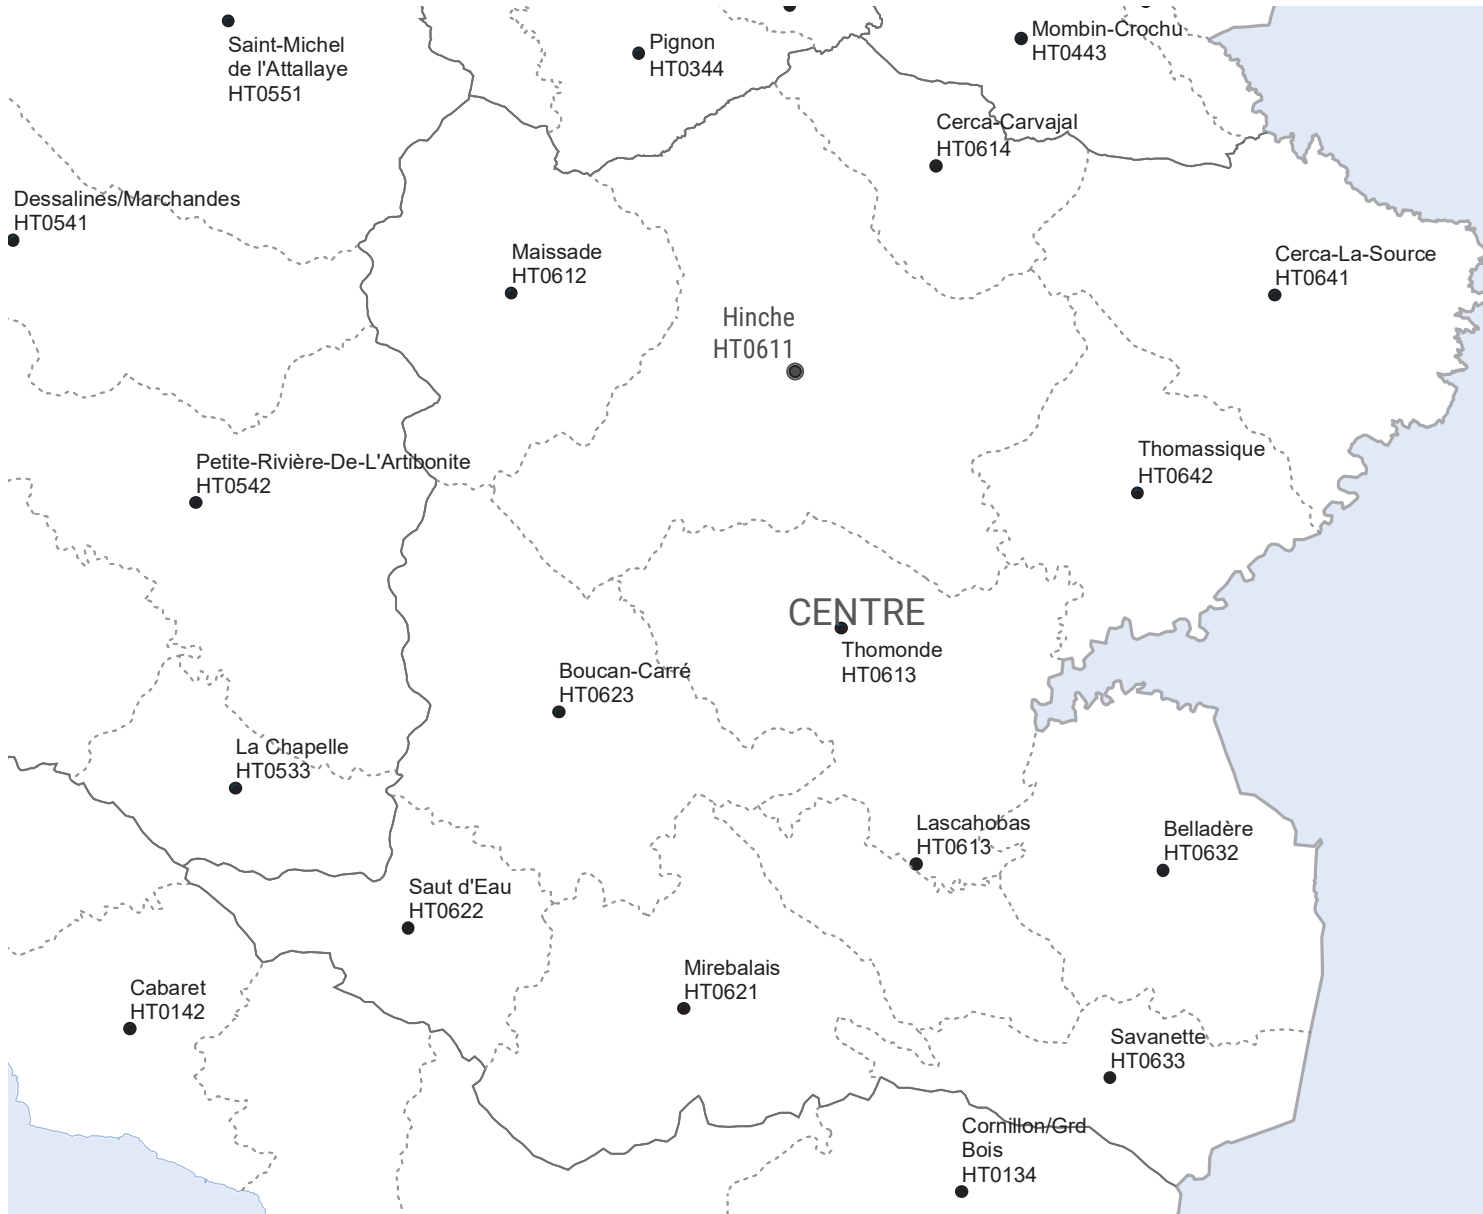 Saint-Michel
de l'Attallaye
HT0551
Pignon
HT0344
Mombin-Crochu
HT0443
Cerca-Carvajal
HT0614
Dessalines/Marchandes
HT0541
Maissade
HT0612
Cerca-La-Source
HT0641
Hinche
HT0611
Petite-Rivière-De-L'Artibonite
HT0542
Thomassique
HT0642
CENTRE
Thomonde
HT0613
Boucan-Carré
HT0623
La Chapelle
HT0533
Lascahobas
HT0613
Belladère
HT0632
Saut d'Eau
HT0622
Mirebalais
HT0621
Cabaret
HT0142
Savanette
HT0633
Cornillon/Grd
Bois
HT0134